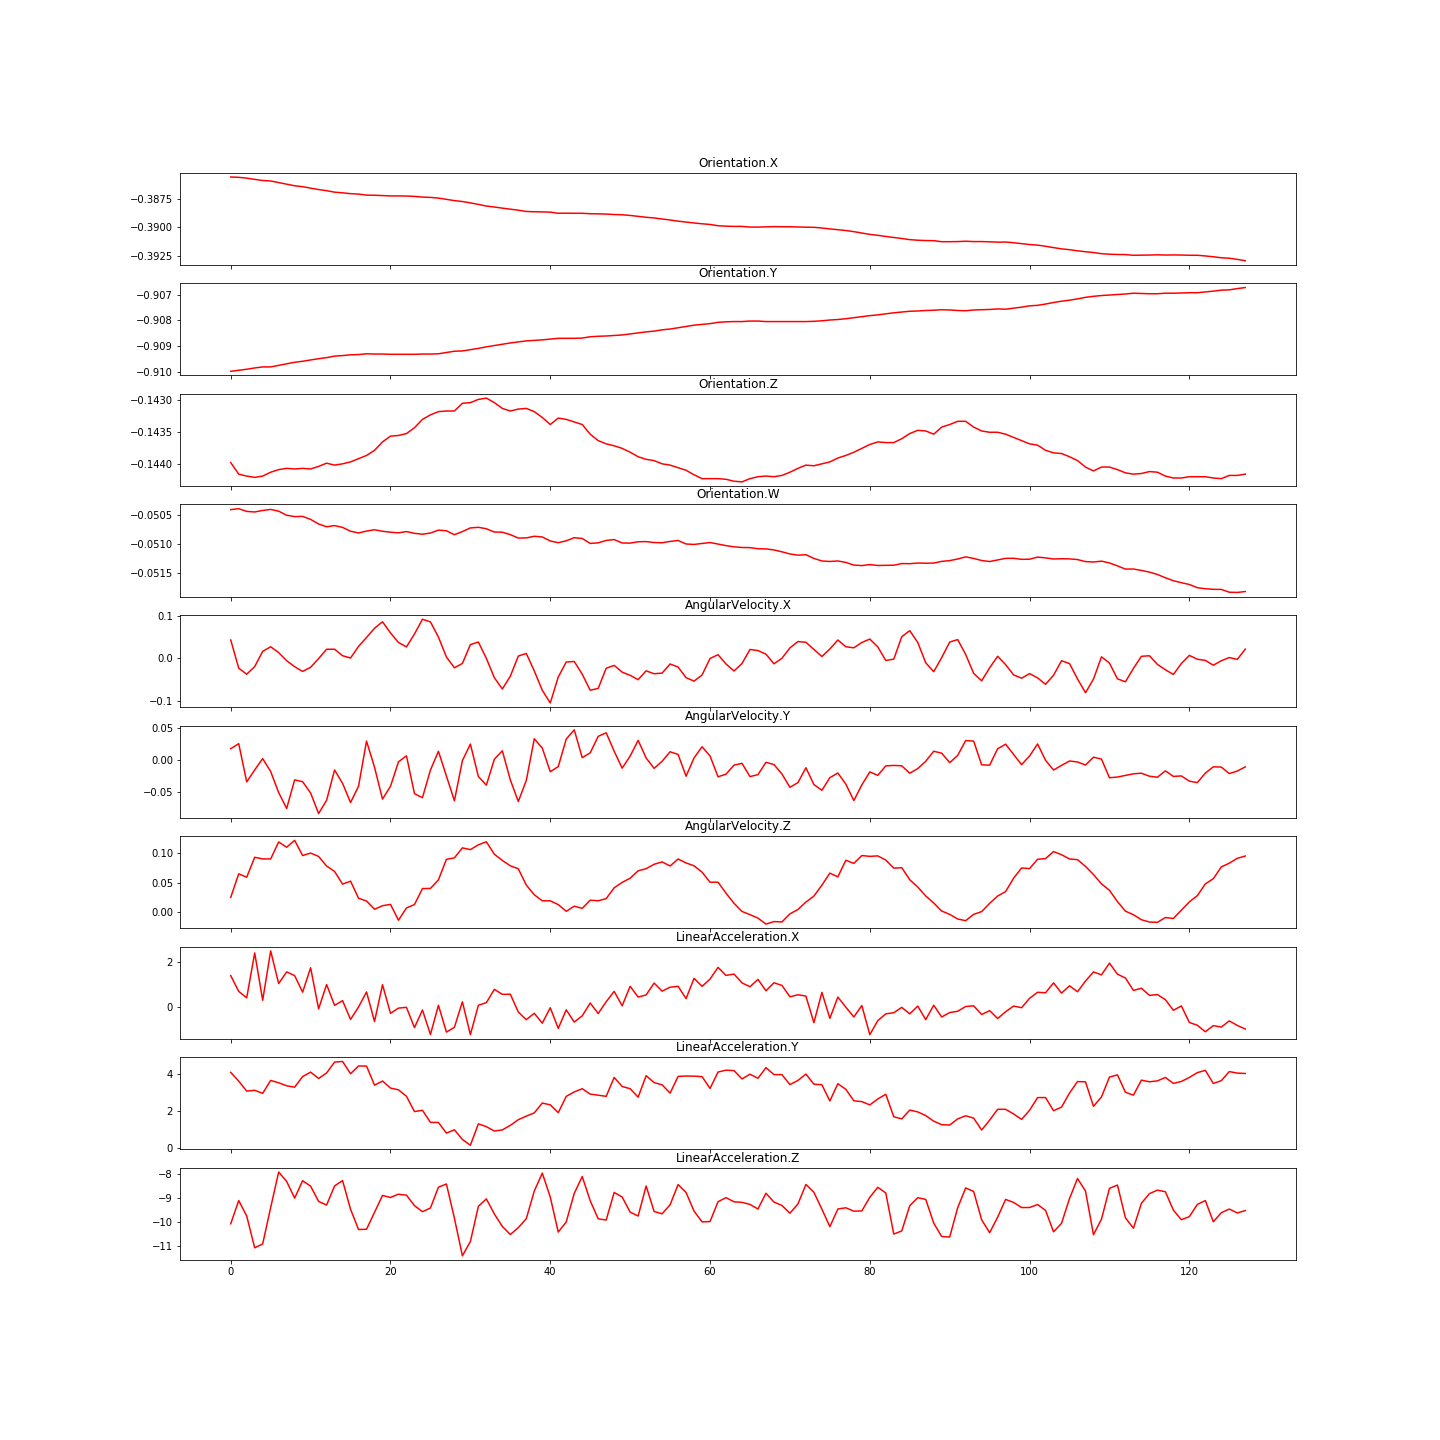 Orientation.X
−0.3875
−0.3900
−0.3925
Orientation.Y
−0.907
−0.908
−0.909
−0.910
Orientation.Z
−0.1430
−0.1435
−0.1440
Orientation.W
−0.0505
−0.0510
−0.0515
AngularVelocity.X
0.1
0.0
−0.1
AngularVelocity.Y
0.05
0.00
−0.05
AngularVelocity.Z
0.10
0.05
0.00
LinearAcceleration.X
2
0
LinearAcceleration.Y
4
2
0
LinearAcceleration.Z
−8
−9
−10
−11
0 20 40 60 80 100 120